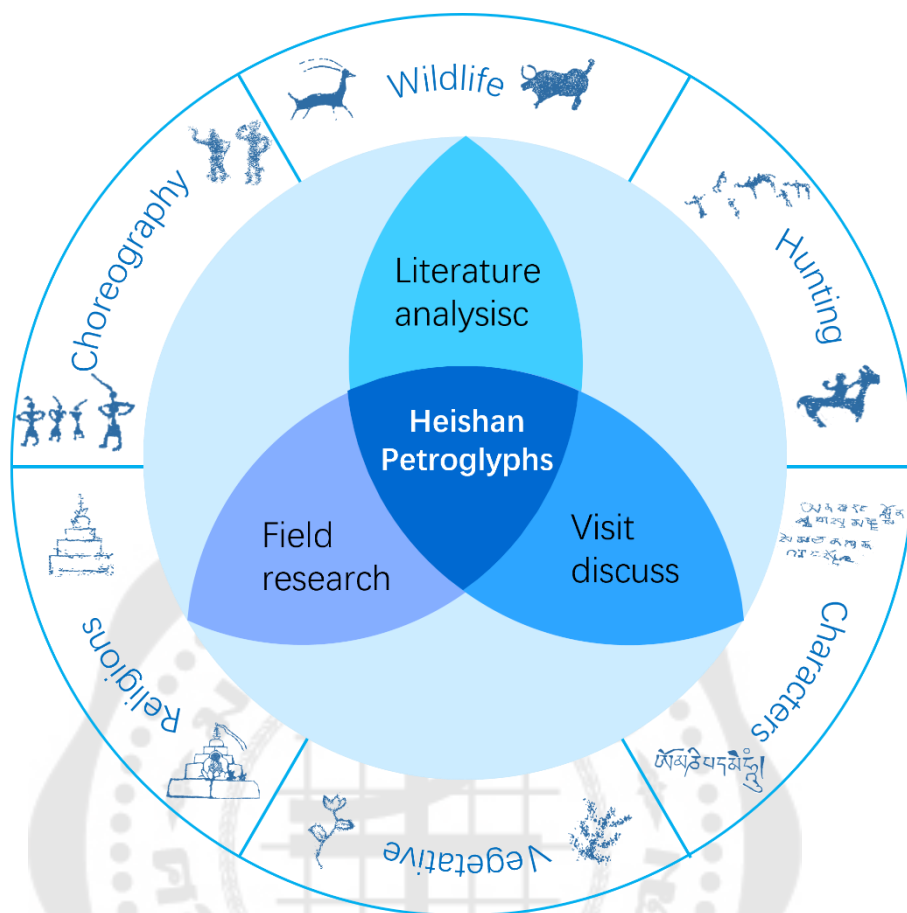 Wildlife
Hunting
Characters
Vegetative
Religions
Choreography
Literature
analysisc
Heishan
Petroglyphs
Field
research
Visit
discuss